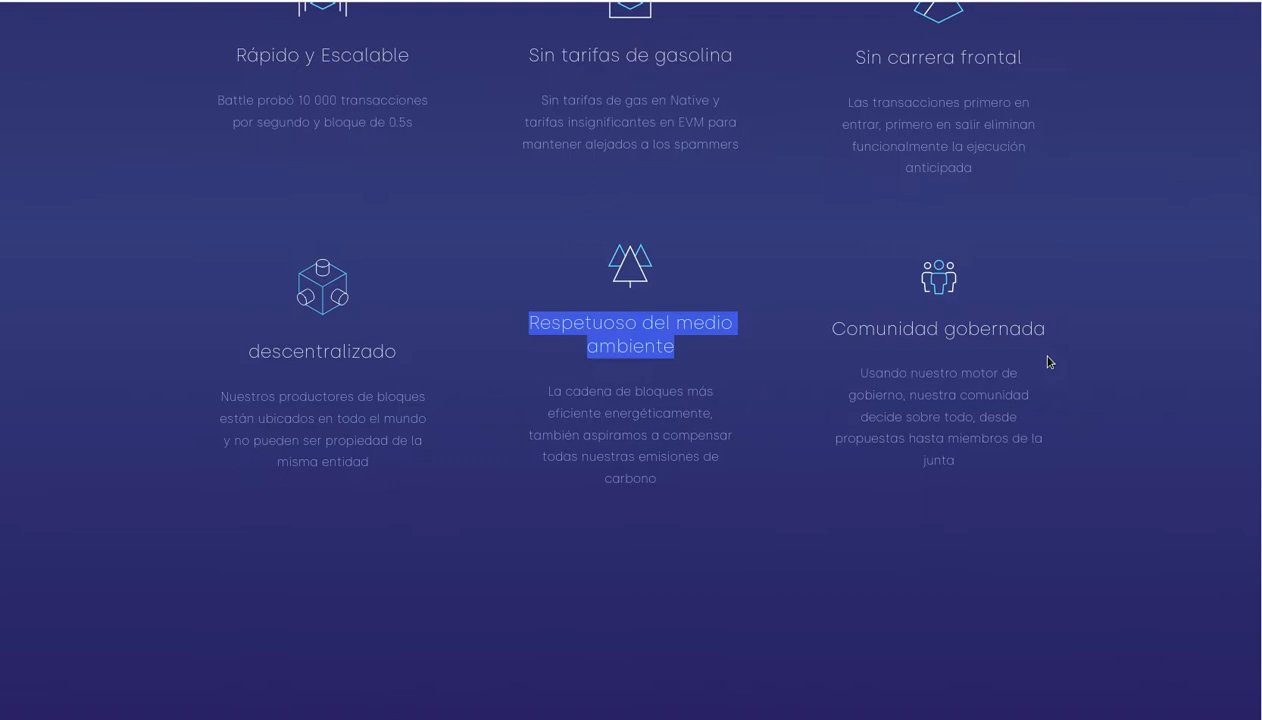 Rápido y Escalable
Battle probó 10 000 transacciones
por segundo y bloque de 0.5s
Sin tarifas de gasolina
Sin tarifas de gas en Native y
tarifas insignificantes en EVM para
mantener alejados a los spammers
Sin carrera frontal
Las transacciones primero en
entrar, primero en salir eliminan
funcionalmente la ejecución
anticipada
descentralizado
Nuestros productores de bloques
están ubicados en todo el mundo
y no pueden ser propiedad de la
misma entidad
Respetuoso del medio
ambiente
La cadena de bloques más
eficiente energéticamente,
también aspiramos a compensar
todas nuestras emisiones de
carbono
Comunidad gobernada
Usando nuestro motor de
gobierno, nuestra comunidad
decide sobre todo, desde
propuestas hasta miembros de la
junta